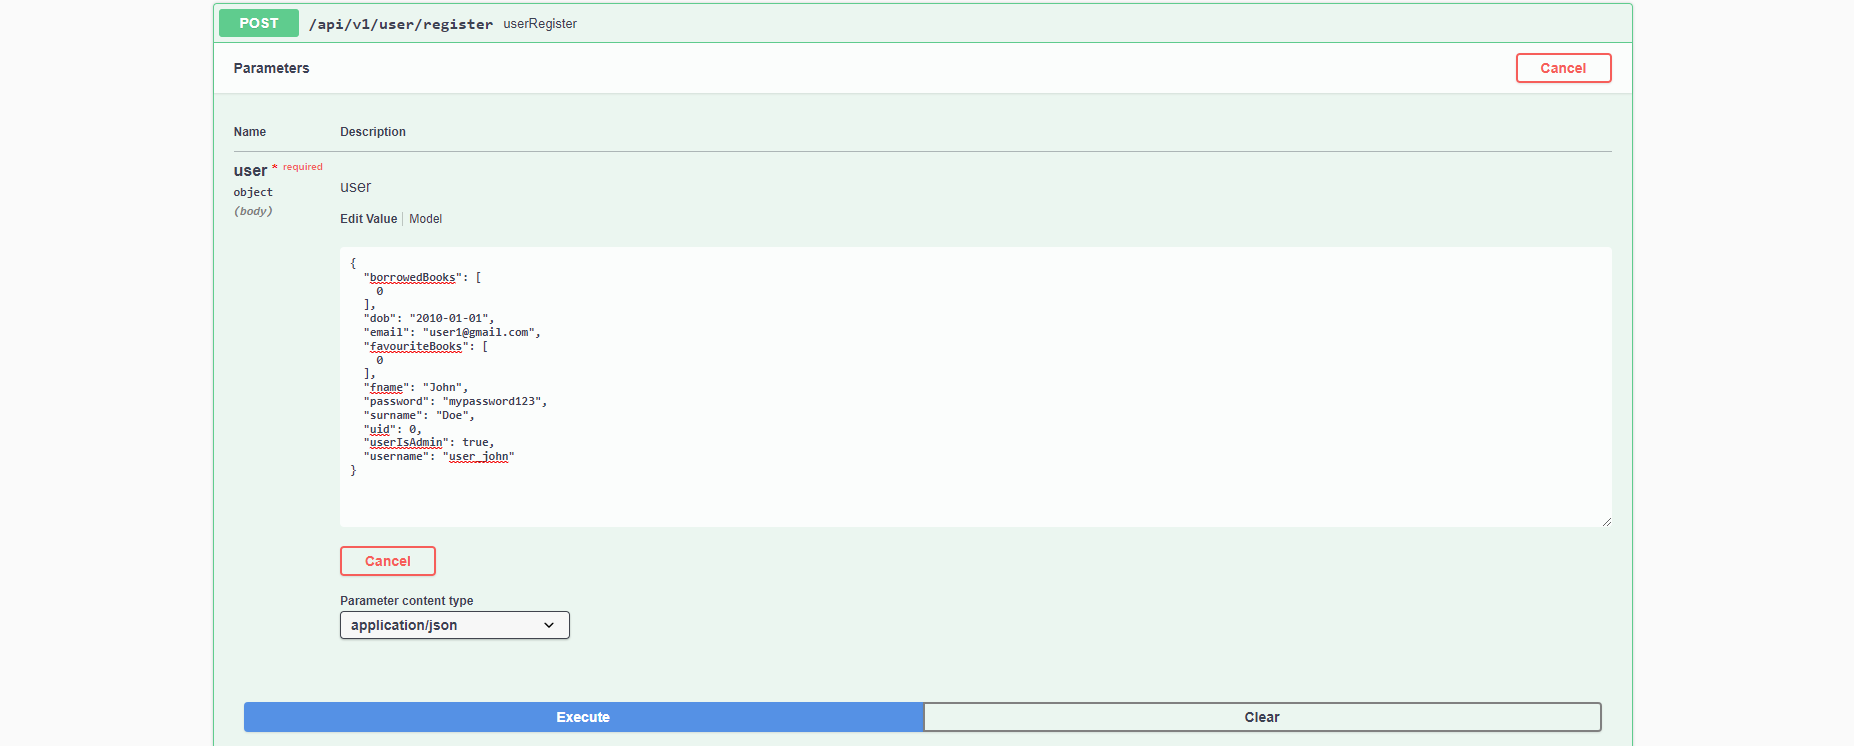 POST /api/v1/user/register userRegister
Parameters Cancel
Name Description
user * required
object
(body)
user
Edit Value Model
{
  "borrowedBooks": [
    0
  ],
  "dob": "2010-01-01",
  "email": "user1@gmail.com",
  "favouriteBooks": [
    0
  ],
  "fname": "John",
  "password": "mypassword123",
  "surname": "Doe",
  "uid": 0,
  "userIsAdmin": true,
  "username": "user_john"
}
Cancel
Parameter content type
application/json
Execute Clear